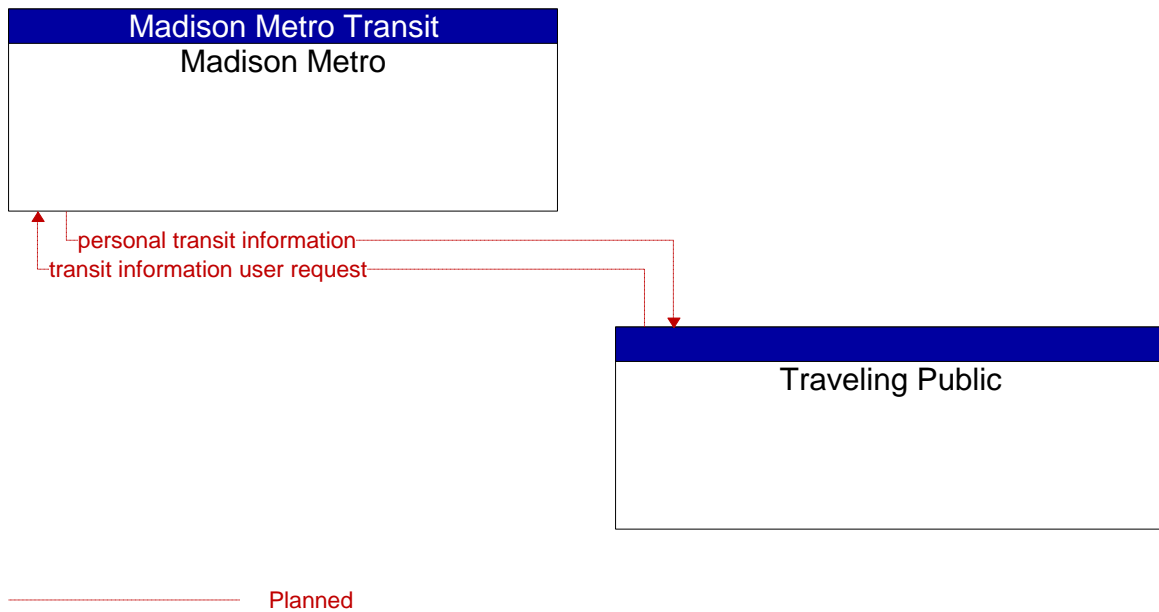 Madison Metro Transit
Madison Metro
personal transit information
transit information user request
Traveling Public
Planned